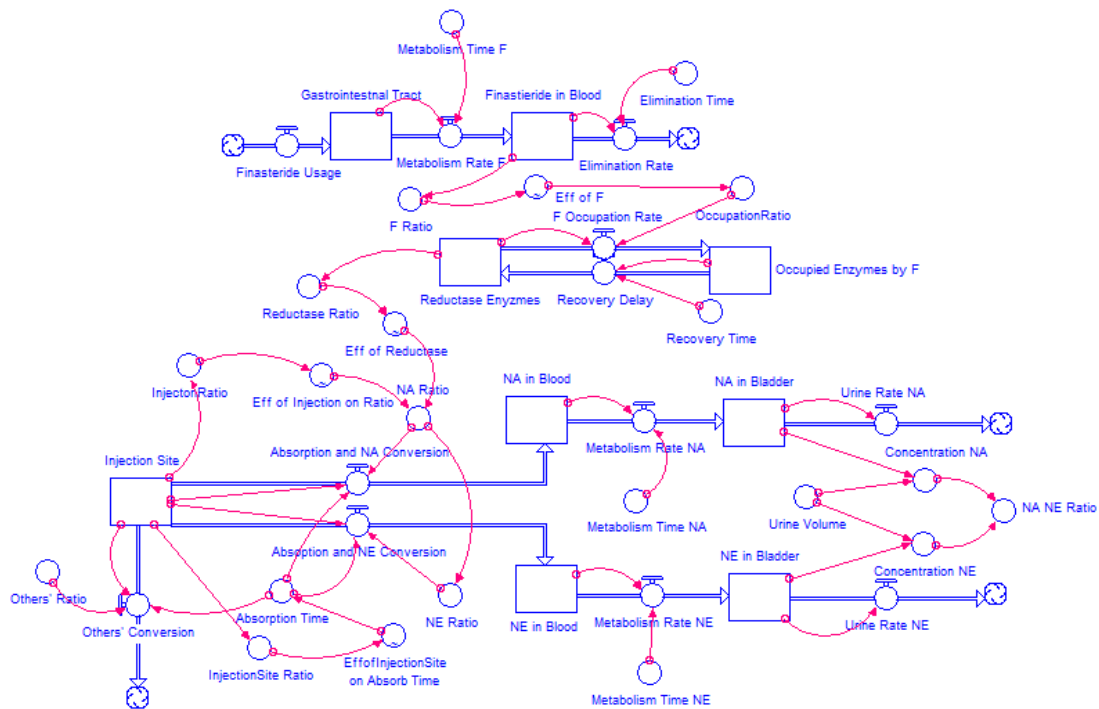 Metabolism Time F
Gastrointestnal Tract
Finastieride in Blood
Elimination Time
Finasteride Usage
Metabolism Rate F
Elimination Rate
F Ratio
Eff of F
OccupationRatio
F Occupation Rate
Occupied Enzymes by F
Reductase Enyzmes
Recovery Delay
Reductase Ratio
Recovery Time
Eff of Reductase
InjectonRatio
Eff of Injection on Ratio
NA Ratio
NA in Blood
NA in Bladder
Urine Rate NA
Absorption and NA Conversion
Metabolism Rate NA
Concentration NA
Injection Site
Metabolism Time NA
Urine Volume
NA NE Ratio
Absoption and NE Conversion
NE in Bladder
Concentration NE
Others' Ratio
Absorption Time
NE Ratio
NE in Blood
Metabolism Rate NE
Urine Rate NE
Others' Conversion
InjectionSite Ratio
EffofInjectionSite
on Absorb Time
Metabolism Time NE